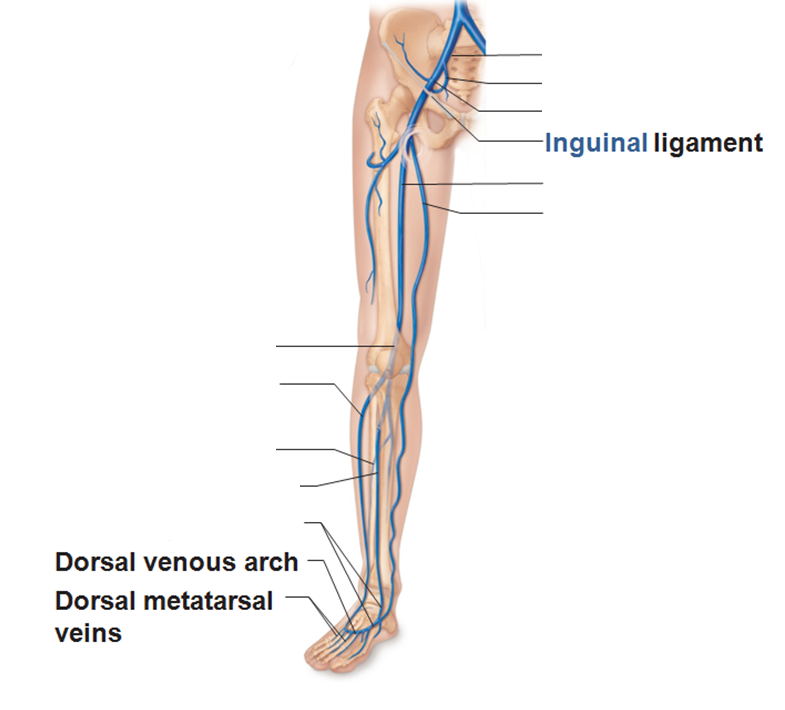 Inguinal ligament
Dorsal venous arch
Dorsal metatarsal
veins